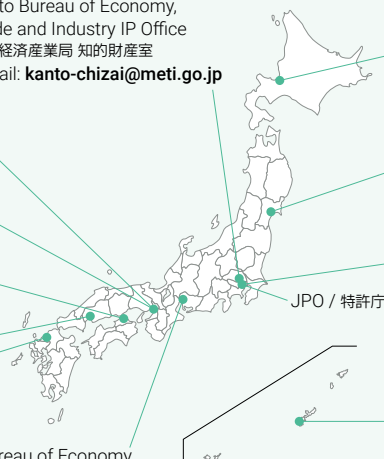 to Bureau of Economy,
de and Industry IP Office
経済産業局 知的財産室
ail: kanto-chizai@meti.go.jp
JPO / 特許庁
reau of Economy